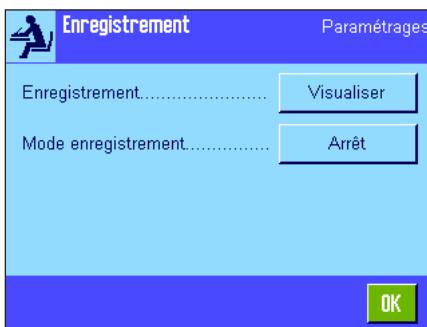 Enregistrement Paramétrages
Enregistrement........................ Visualiser
Mode enregistrement................ Arrêt
OK